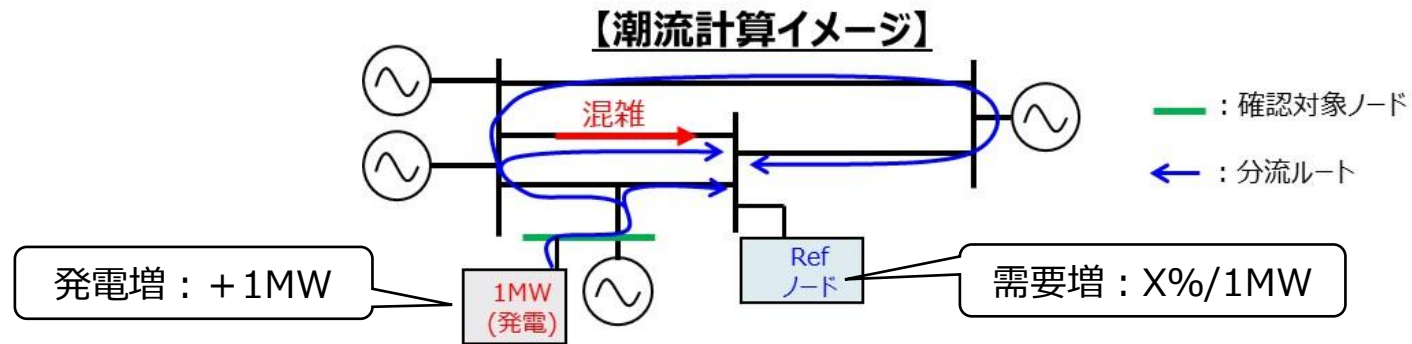 【潮流計算イメージ】
混雑
：確認対象ノード
：分流ルート
発電増：＋1MW
1MW
(発電)
Ref
ノード
需要増：X%/1MW